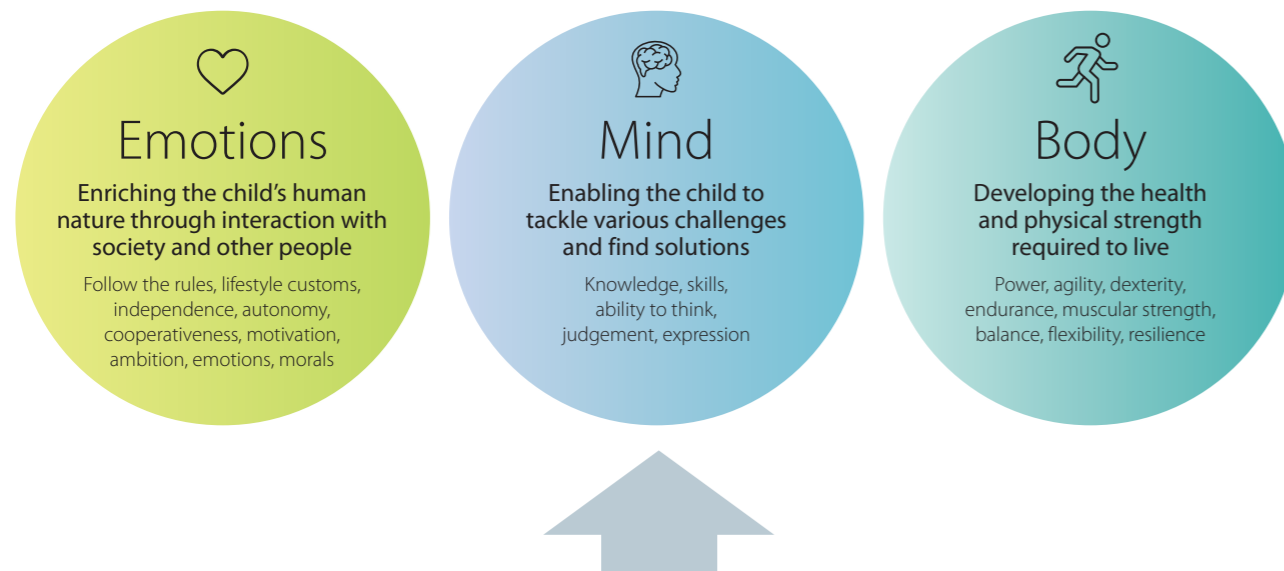 Emotions
Enriching the child’s human
nature through interaction with
society and other people
Follow the rules, lifestyle customs,
independence, autonomy,
cooperativeness, motivation,
ambition, emotions, morals
Mind
Enabling the child to
tackle various challenges
and find solutions
Knowledge, skills,
ability to think,
judgement, expression
Body
Developing the health
and physical strength
required to live
Power, agility, dexterity,
endurance, muscular strength,
balance, flexibility, resilience